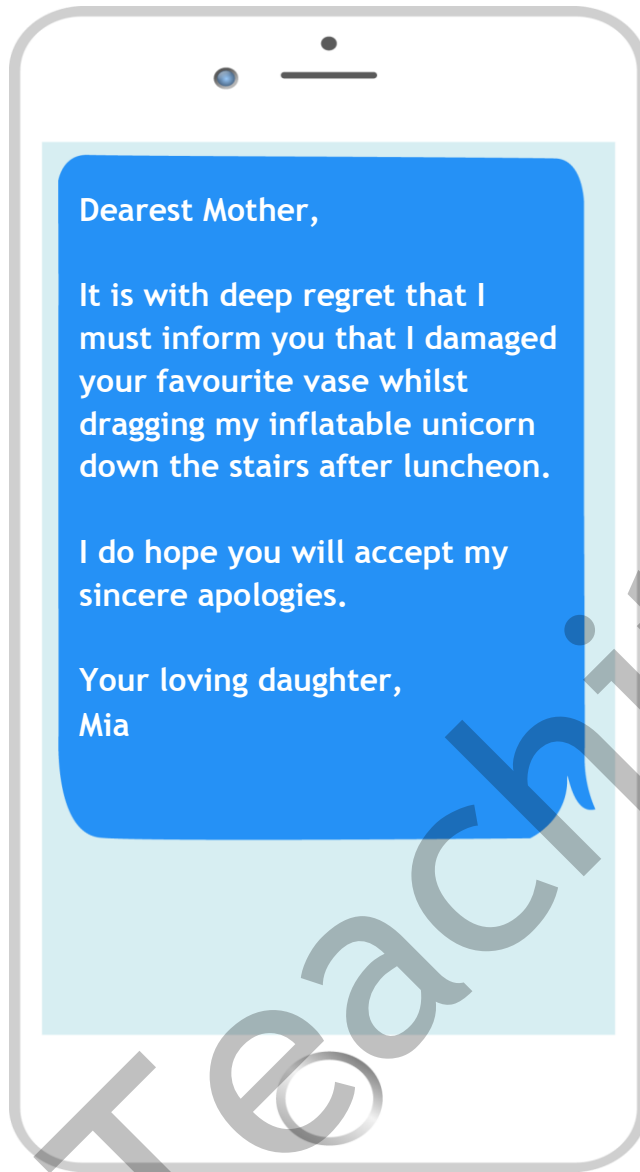 Dearest Mother,
It is with deep regret that I
must inform you that I damaged
your favourite vase whilst
dragging my inflatable unicorn
down the stairs after luncheon.
I do hope you will accept my
sincere apologies.
Your loving daughter,
Mia
Teachi